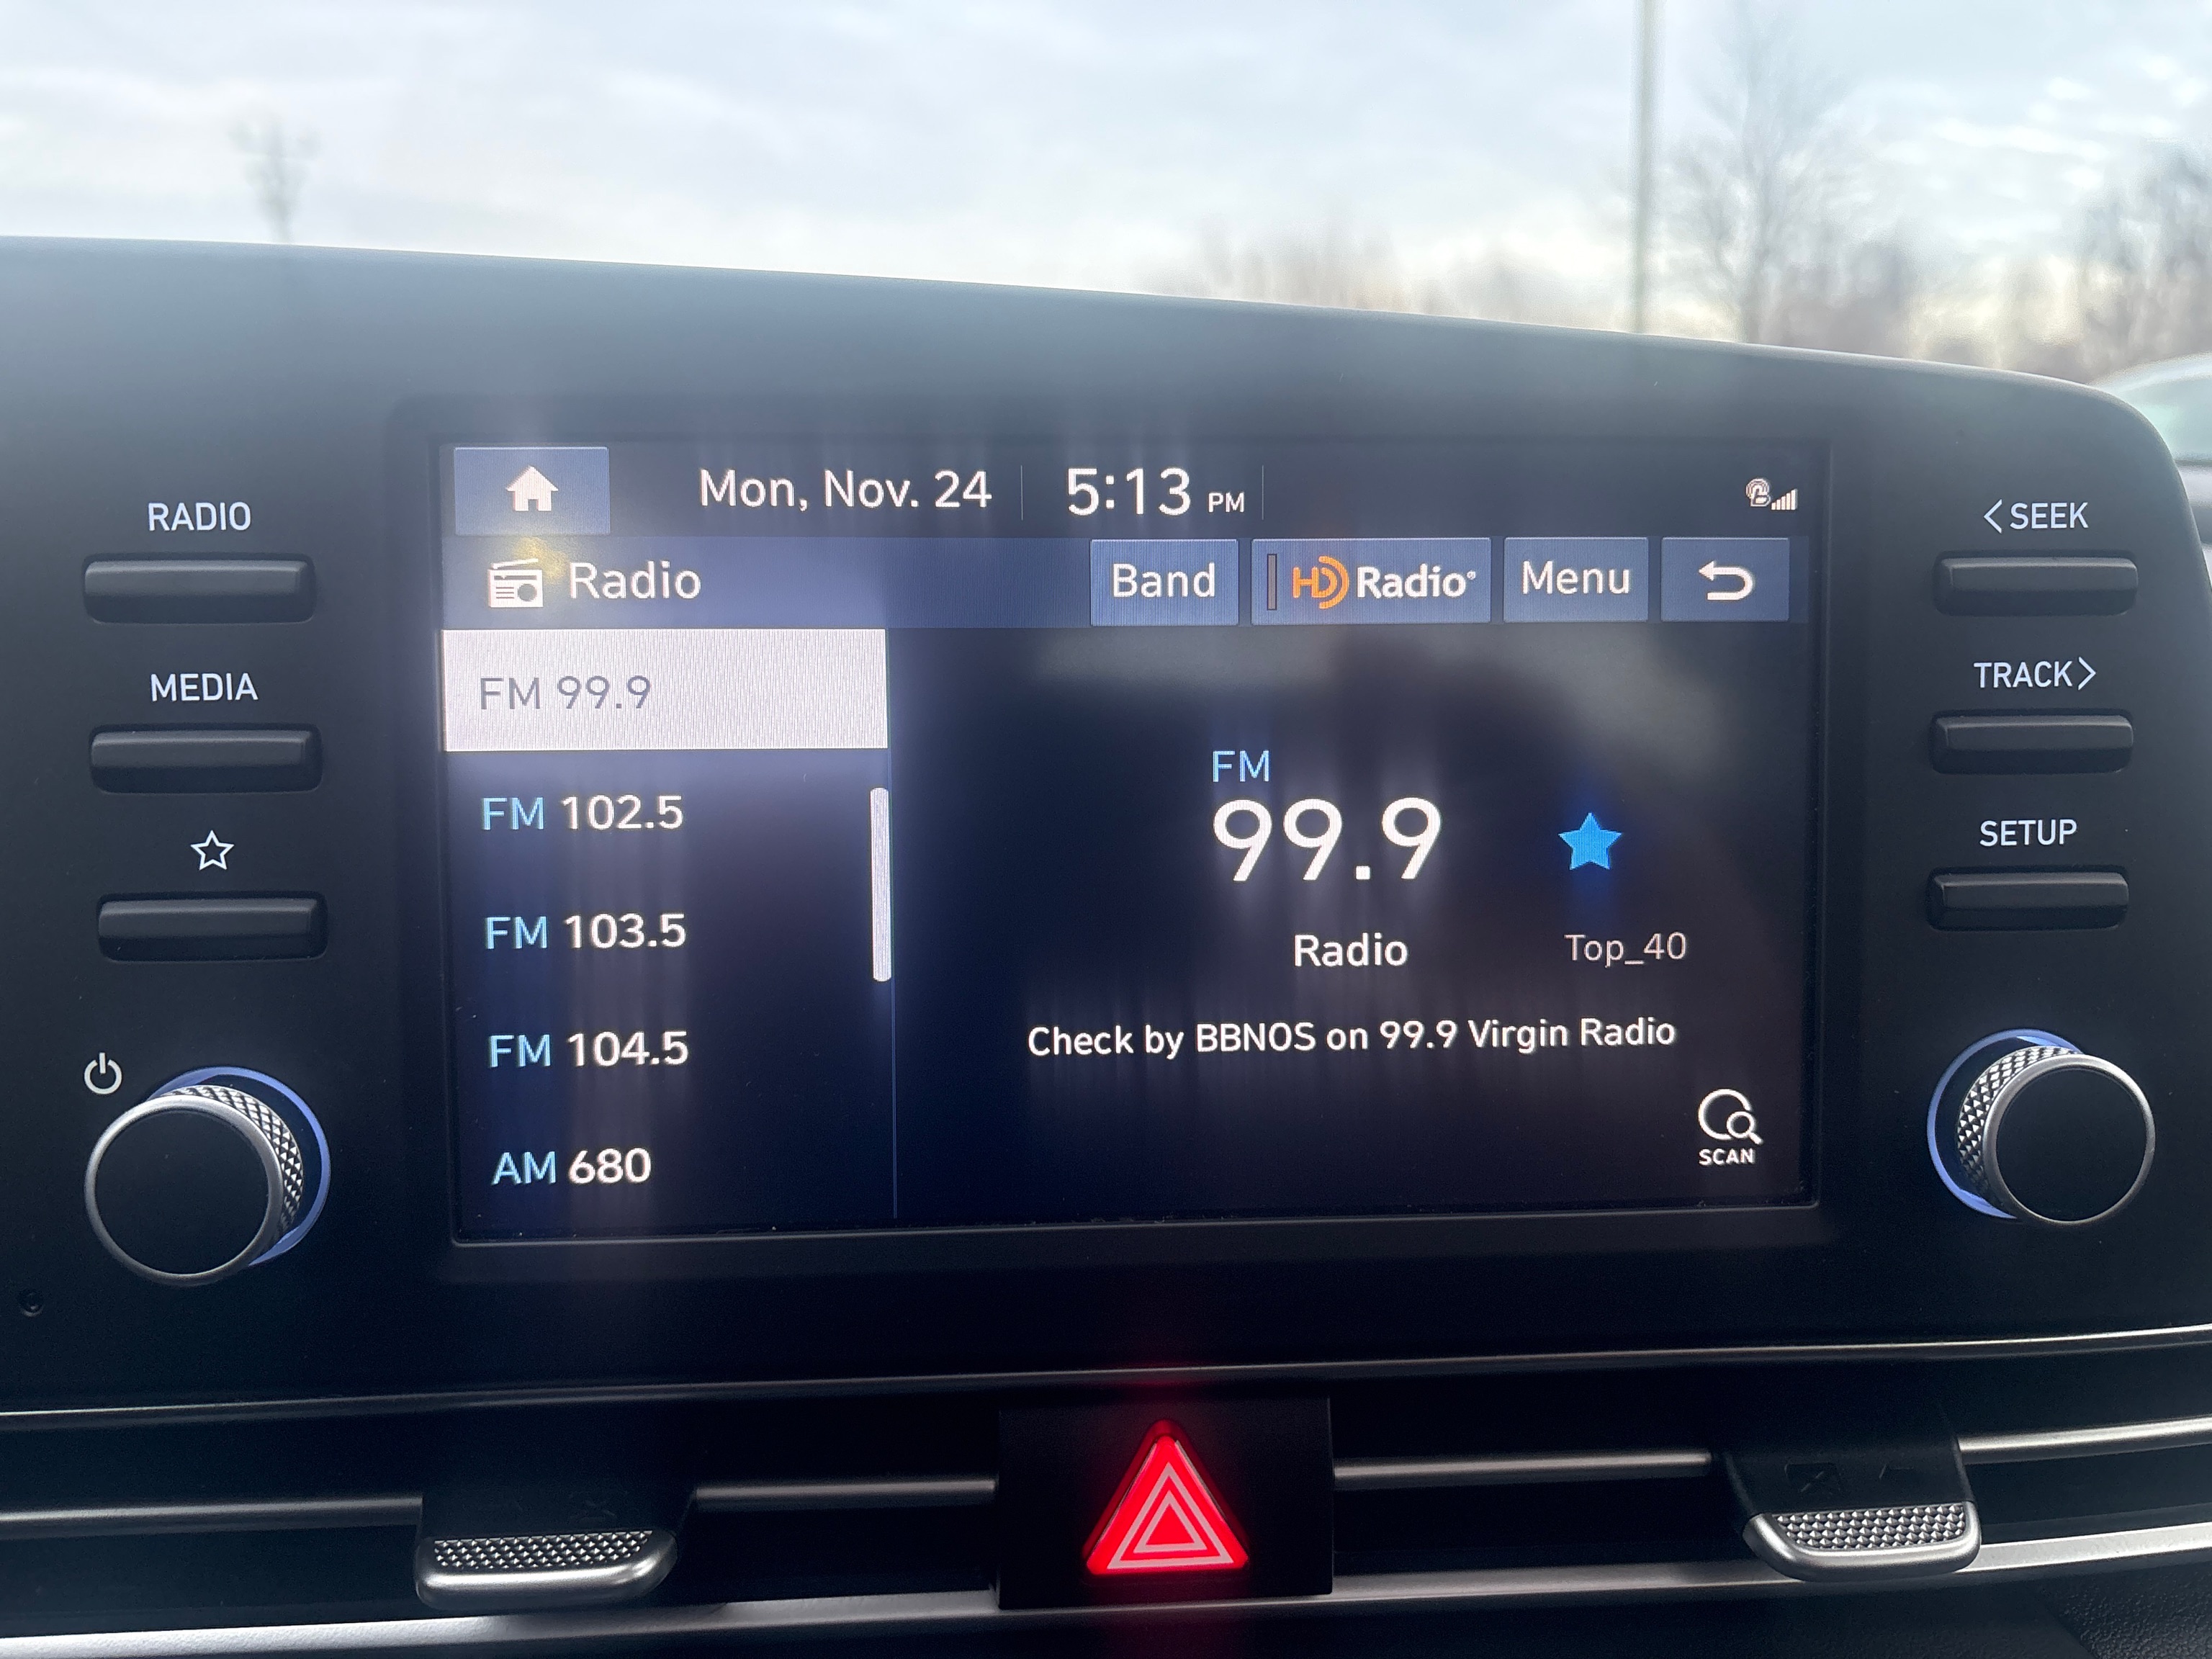 Mon, Nov. 24 5:13 PM
RADIO
<SEEK
Radio Band HD Radio® Menu
FM 99.9
MEDIA
TRACK>
FM
FM 102.5
99.9
SETUP
FM 103.5
Radio Top_40
FM 104.5
Check by BBNOS on 99.9 Virgin Radio
AM 680
SCAN